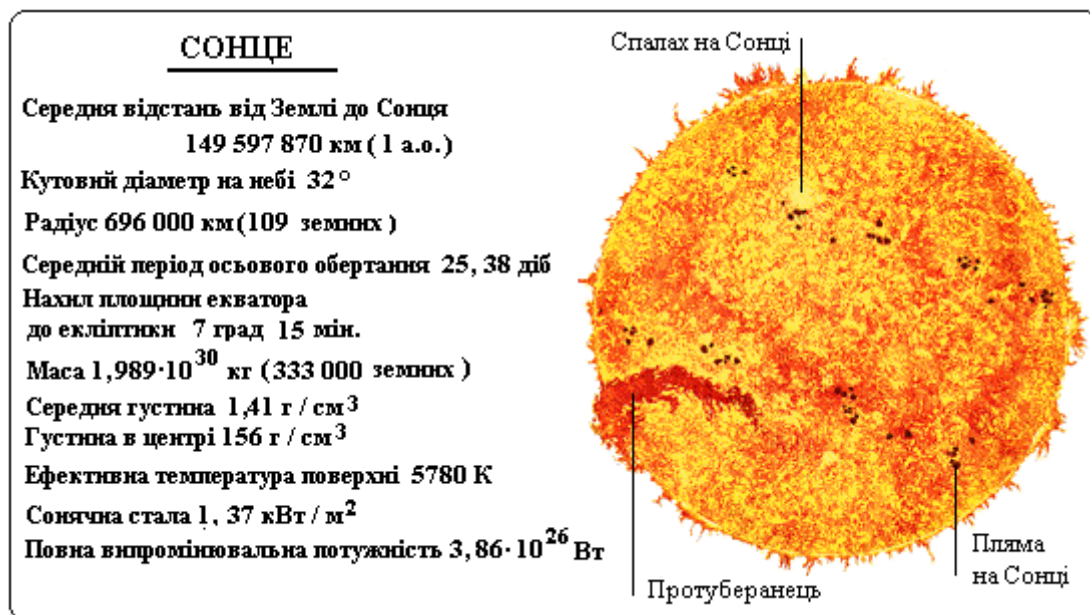 СОНЦЕ
Середня відстань від Землі до Сонця
149 597 870 км ( 1 а.о.)
Кутовий діаметр на небі 32°
Радіус 696 000 км (109 земних )
Середній період осьового обертання 25, 38 діб
Нахил площини екватора
до екліптики 7 град 15 мін.
Маса 1,989·10³⁰ кг (333 000 земних )
Середня густина 1,41 г / см³
Густина в центрі 156 г / см³
Ефективна температура поверхні 5780 К
Сонячна стала 1, 37 кВт / м²
Повна випромінювальна потужність 3,86·10²⁶ Вт
Спалах на Сонці
Протуберанець
Пляма
на Сонці